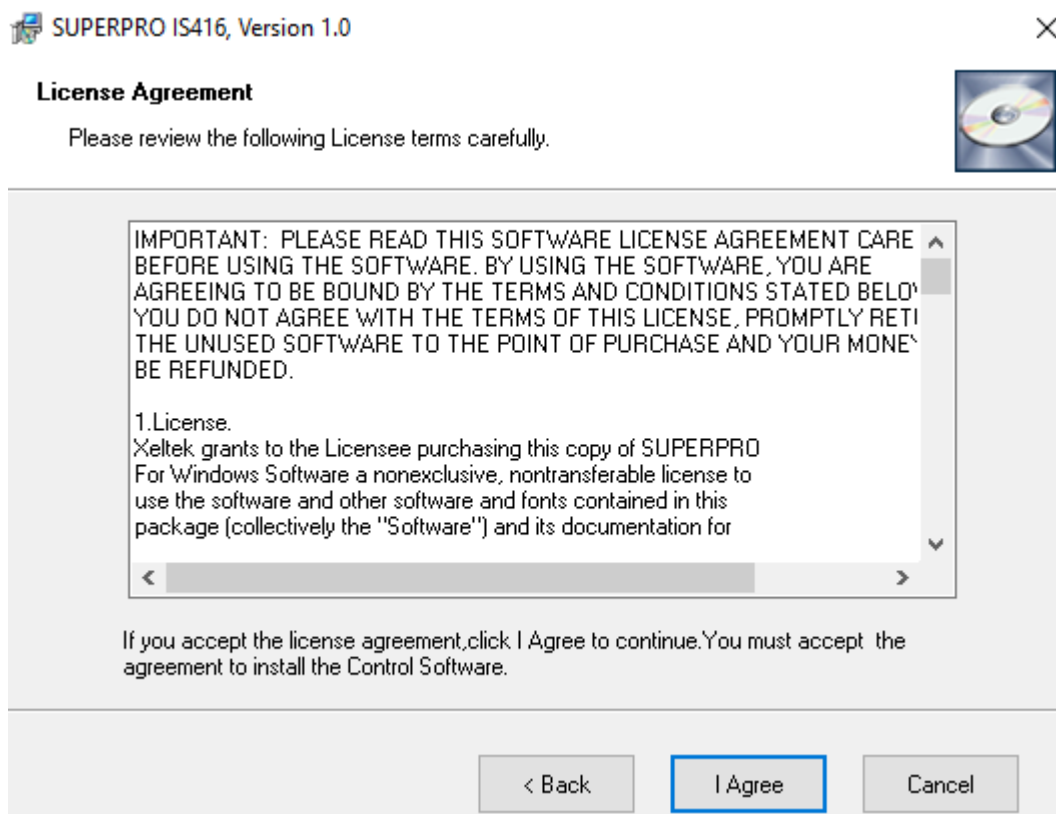 SUPERPRO IS416, Version 1.0
License Agreement
Please review the following License terms carefully.
IMPORTANT:  PLEASE READ THIS SOFTWARE LICENSE AGREEMENT CARE
BEFORE USING THE SOFTWARE. BY USING THE SOFTWARE, YOU ARE
AGREEING TO BE BOUND BY THE TERMS AND CONDITIONS STATED
YOU DO NOT AGREE WITH THE TERMS OF THIS LICENSE, PROMPTLY
THE UNUSED SOFTWARE TO THE POINT OF PURCHASE AND YOUR
BE REFUNDED.
1.License.
Xeltek grants to the Licensee purchasing this copy of SUPERPRO
For Windows Software a nonexclusive, nontransferable license to
use the software and other software and fonts contained in this
package (collectively the "Software") and its documentation for
If you accept the license agreement,click I Agree to continue.You must accept  the
agreement to install the Control Software.
< Back
I Agree
Cancel